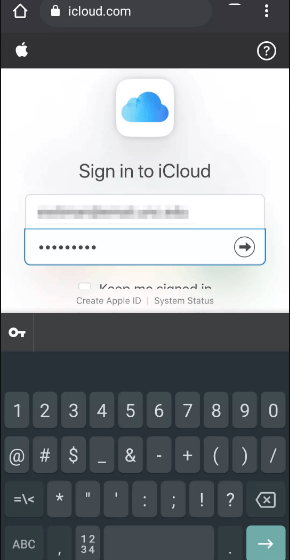 icloud.com
?
Sign in to iCloud
•••••••••
Keep me signed in
Create Apple ID | System Status
1 2 3 4 5 6 7 8 9 0
@ # $ _ & - + ( ) /
=\< * " ' : ; ! ?
ABC , 12 34 .